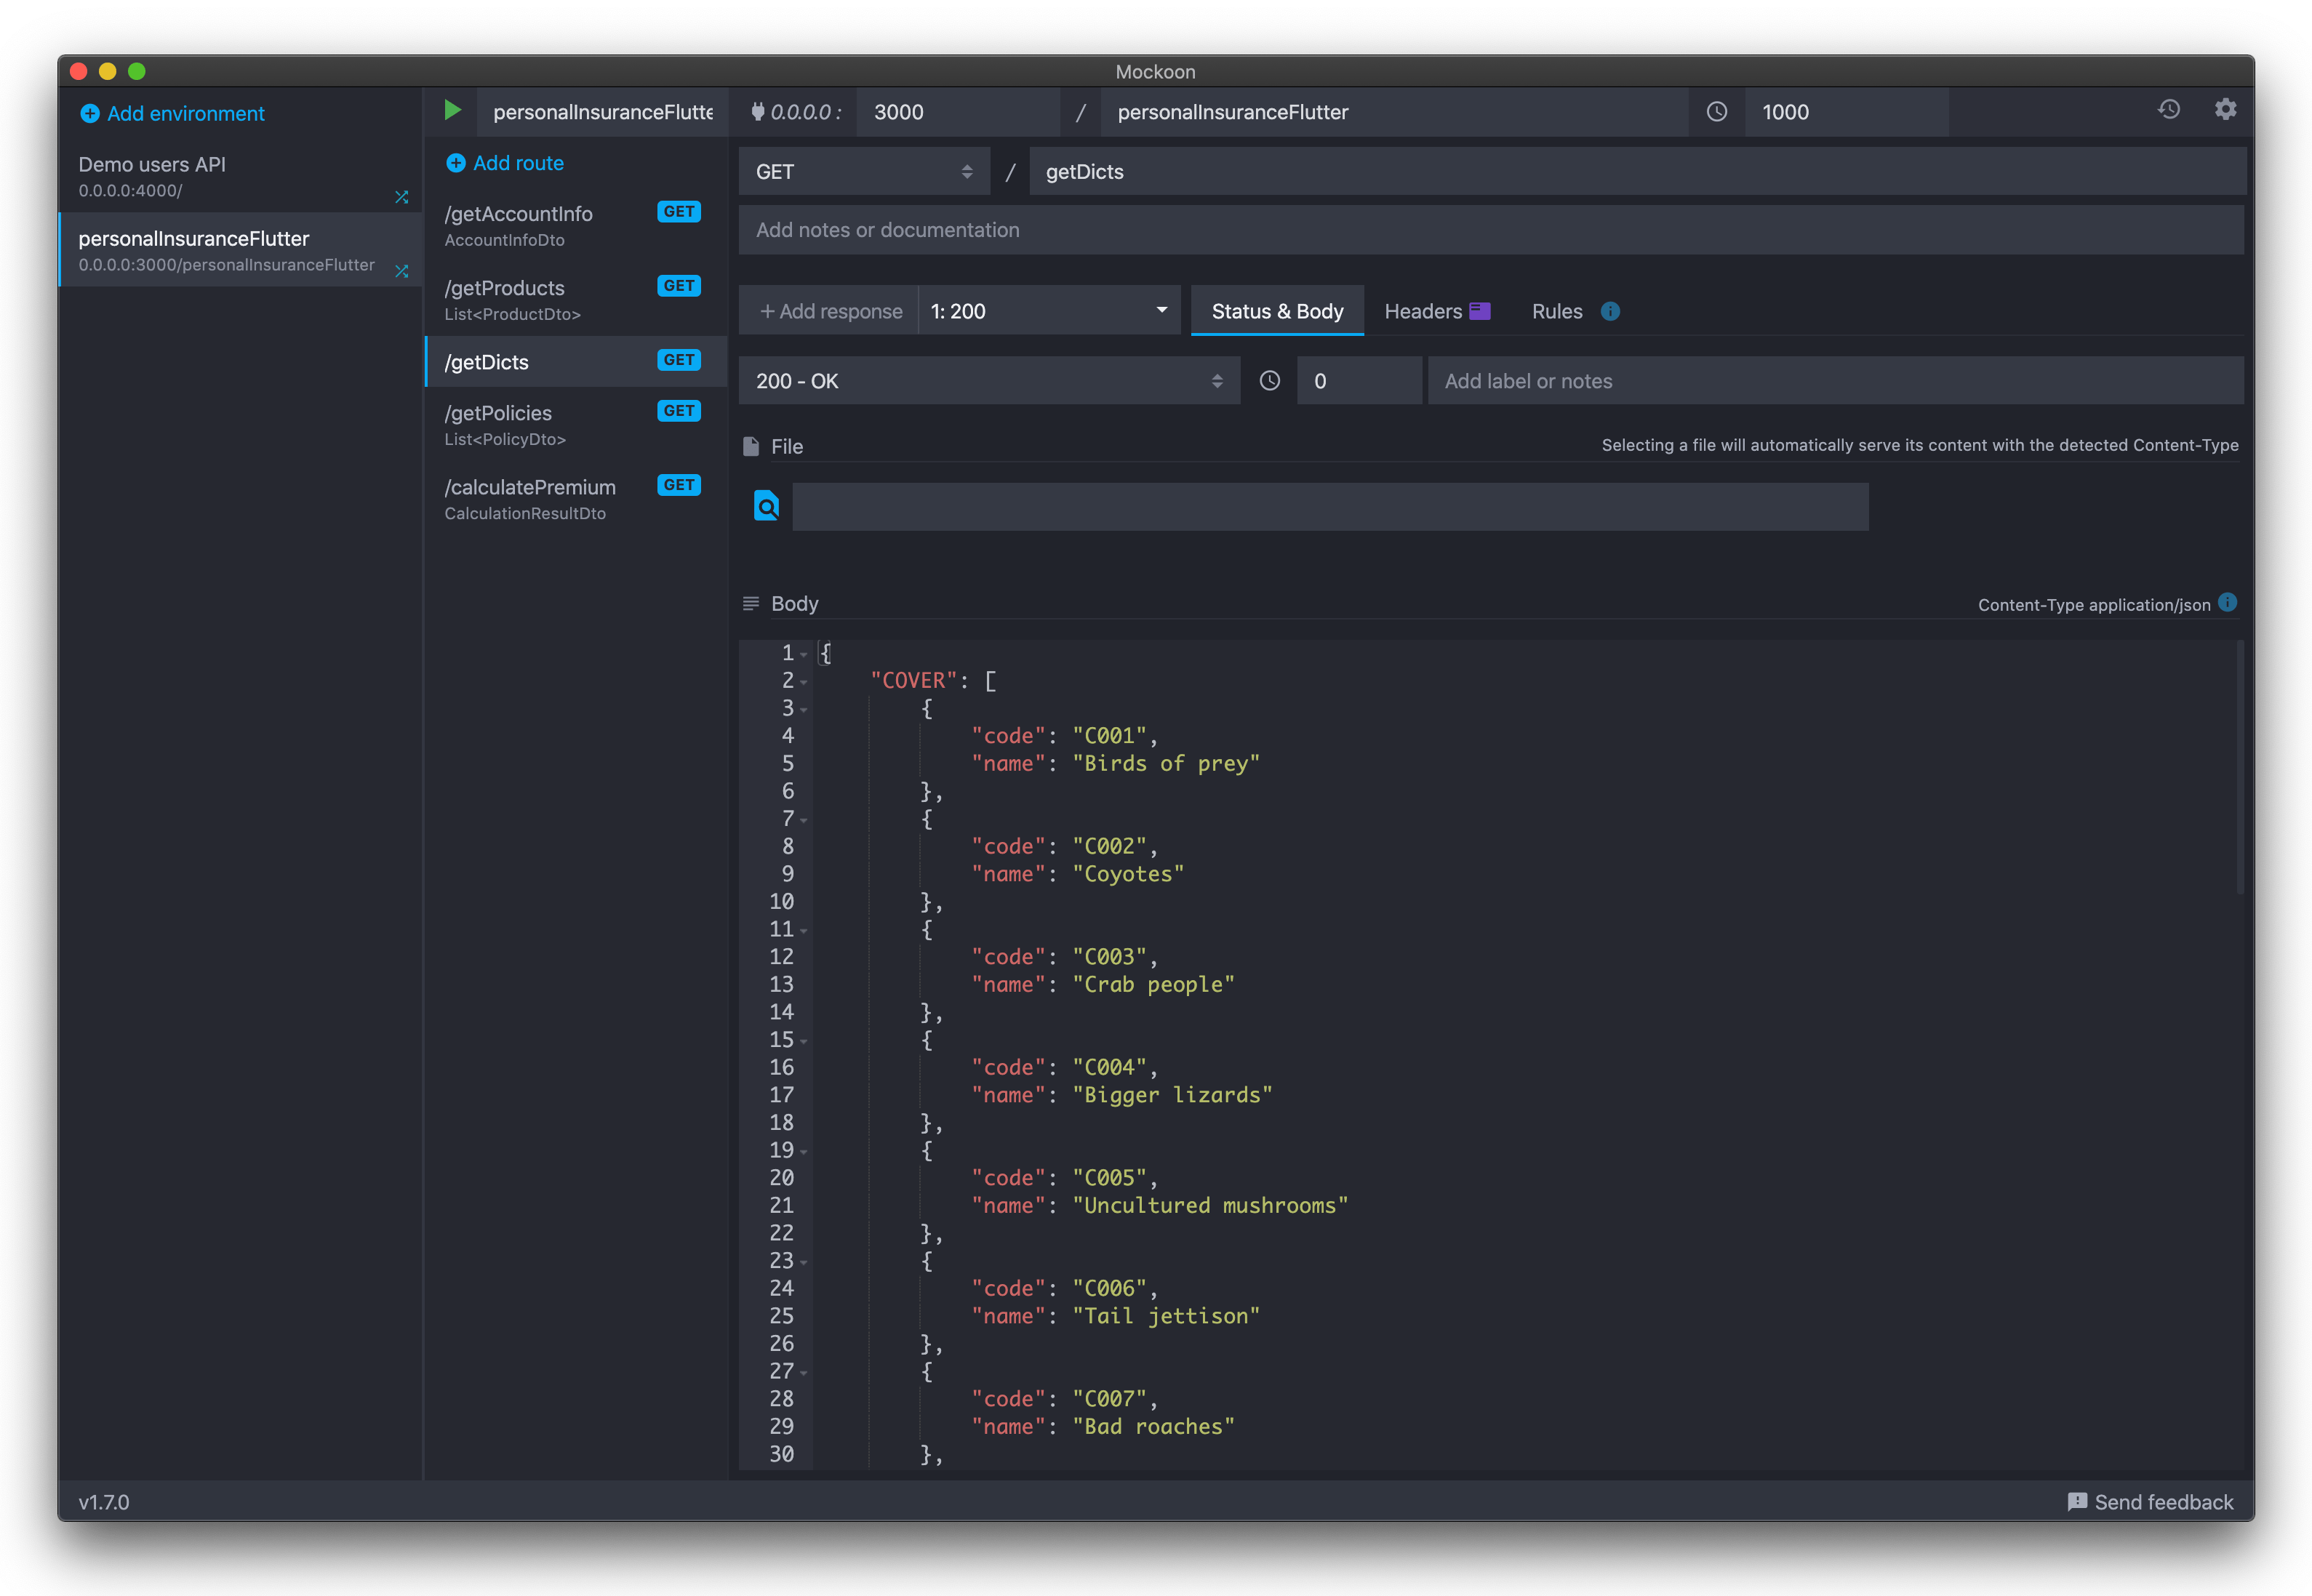 Mockoon
Add environment
Demo users API
0.0.0.0:4000/
personalInsuranceFlutter
0.0.0.0:3000/personalInsuranceFlutter
personalInsuranceFlutte
0.0.0.0 : 3000 / personalInsuranceFlutter 1000
Add route
/getAccountInfo GET
AccountInfoDto
/getProducts GET
List<ProductDto>
/getDicts GET
/getPolicies GET
List<PolicyDto>
/calculatePremium GET
CalculationResultDto
GET / getDicts
Add notes or documentation
+ Add response 1: 200 Status & Body Headers Rules
200 - OK 0 Add label or notes
File Selecting a file will automatically serve its content with the detected Content-Type
Body Content-Type application/json
1 {
2 "COVER": [
3 {
4 "code": "C001",
5 "name": "Birds of prey"
6 },
7 {
8 "code": "C002",
9 "name": "Coyotes"
10 },
11 {
12 "code": "C003",
13 "name": "Crab people"
14 },
15 {
16 "code": "C004",
17 "name": "Bigger lizards"
18 },
19 {
20 "code": "C005",
21 "name": "Uncultured mushrooms"
22 },
23 {
24 "code": "C006",
25 "name": "Tail jettison"
26 },
27 {
28 "code": "C007",
29 "name": "Bad roaches"
30 },
v1.7.0 Send feedback